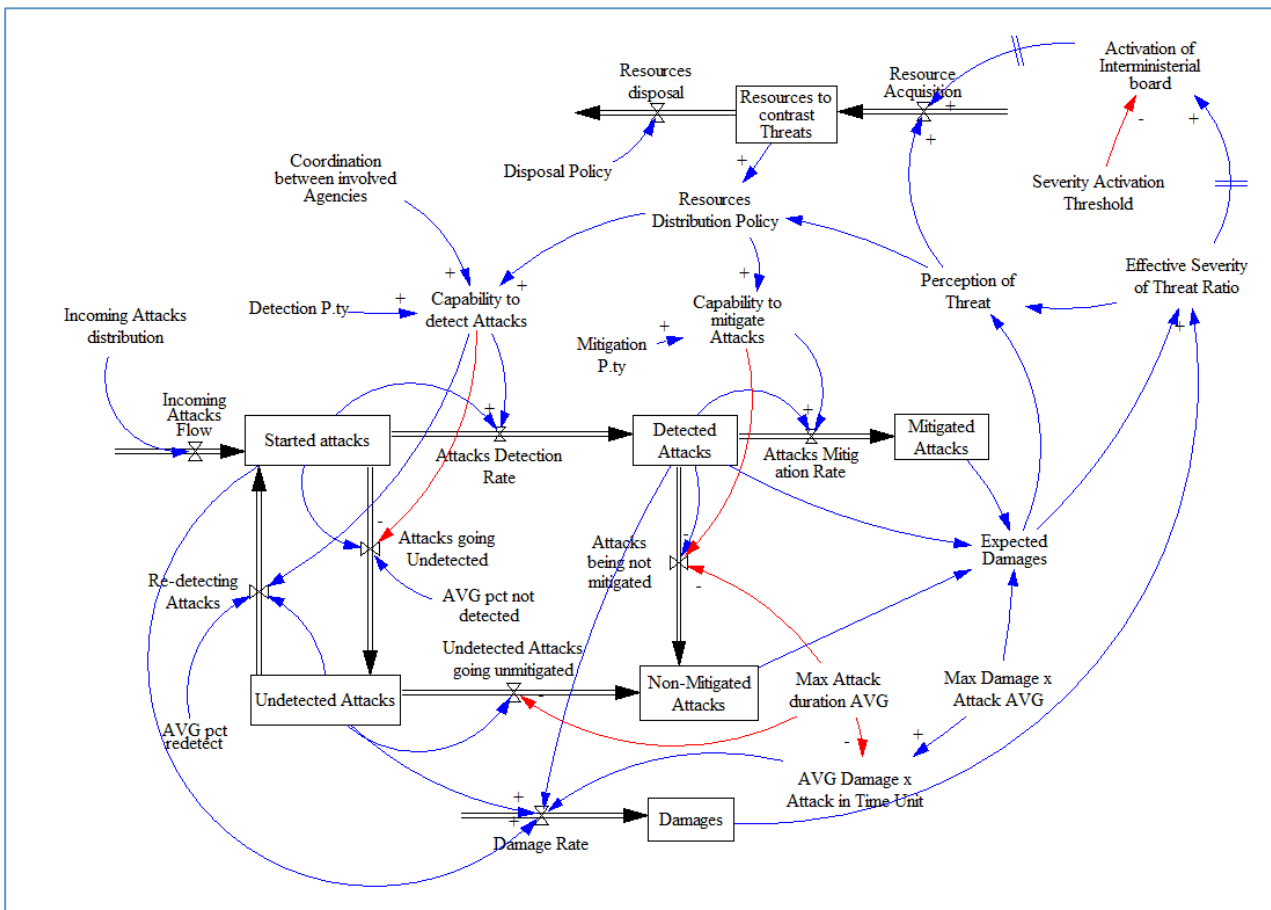 Activation of
Interministerial
board
Resources
disposal
Resources to
contrast
Threats
Resource
Acquisition
+
+
-
+
Coordination
between involved
Agencies
Disposal Policy
+
Severity Activation
Threshold
Resources
Distribution Policy
+
+
+
Perception of
Threat
Effective Severity
of Threat Ratio
+
Detection P.ty
+
Capability to
detect Attacks
Capability to
mitigate
Attacks
Incoming Attacks
distribution
Mitigation
P.ty
+
Incoming
Attacks
Flow
Started attacks
+
Attacks Detection
Rate
Detected
Attacks
+
+
Attacks Mitig
ation Rate
Mitigated
Attacks
-
Attacks going
Undetected
Attacks
being not
mitigated
-
-
Expected
Damages
Re-detecting
Attacks
AVG pct not
detected
Undetected Attacks
going unmitigated
-
Undetected Attacks
Non-Mitigated
Attacks
Max Attack
duration AVG
Max Damage x
Attack AVG
AVG pct
redetect
-
+
AVG Damage x
Attack in Time Unit
+
+
Damages
Damage Rate